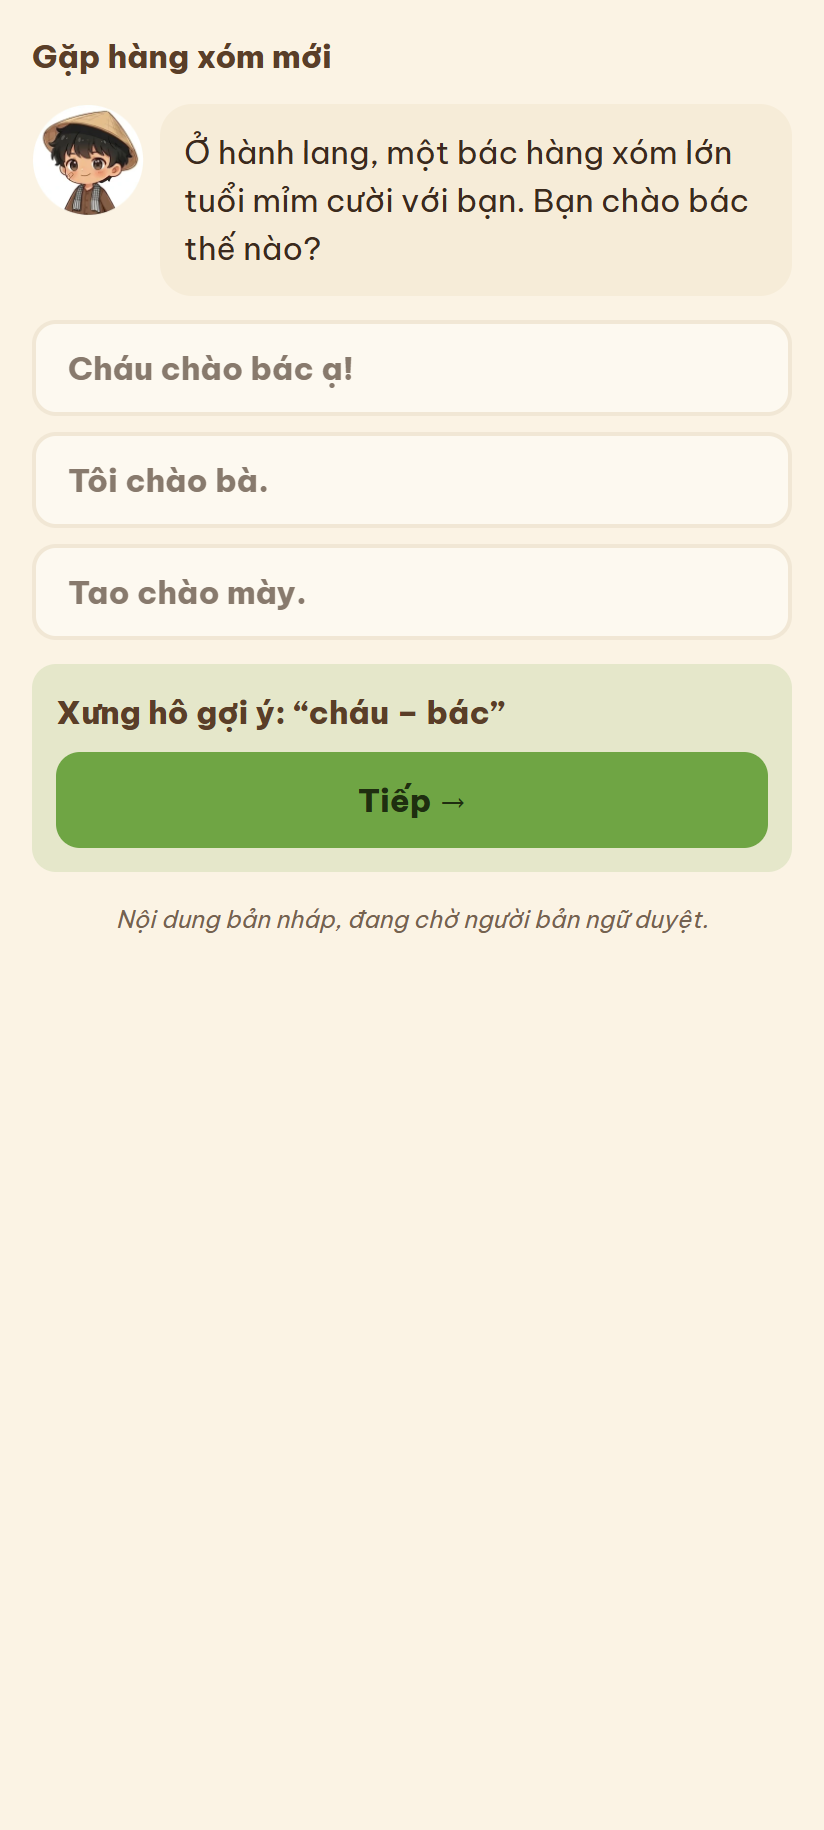 Gặp hàng xóm mới
Ở hành lang, một bác hàng xóm lớn
tuổi mỉm cười với bạn. Bạn chào bác
thế nào?
Cháu chào bác ạ!
Tôi chào bà.
Tao chào mày.
Xưng hô gợi ý: “cháu – bác”
Tiếp →
Nội dung bản nháp, đang chờ người bản ngữ duyệt.